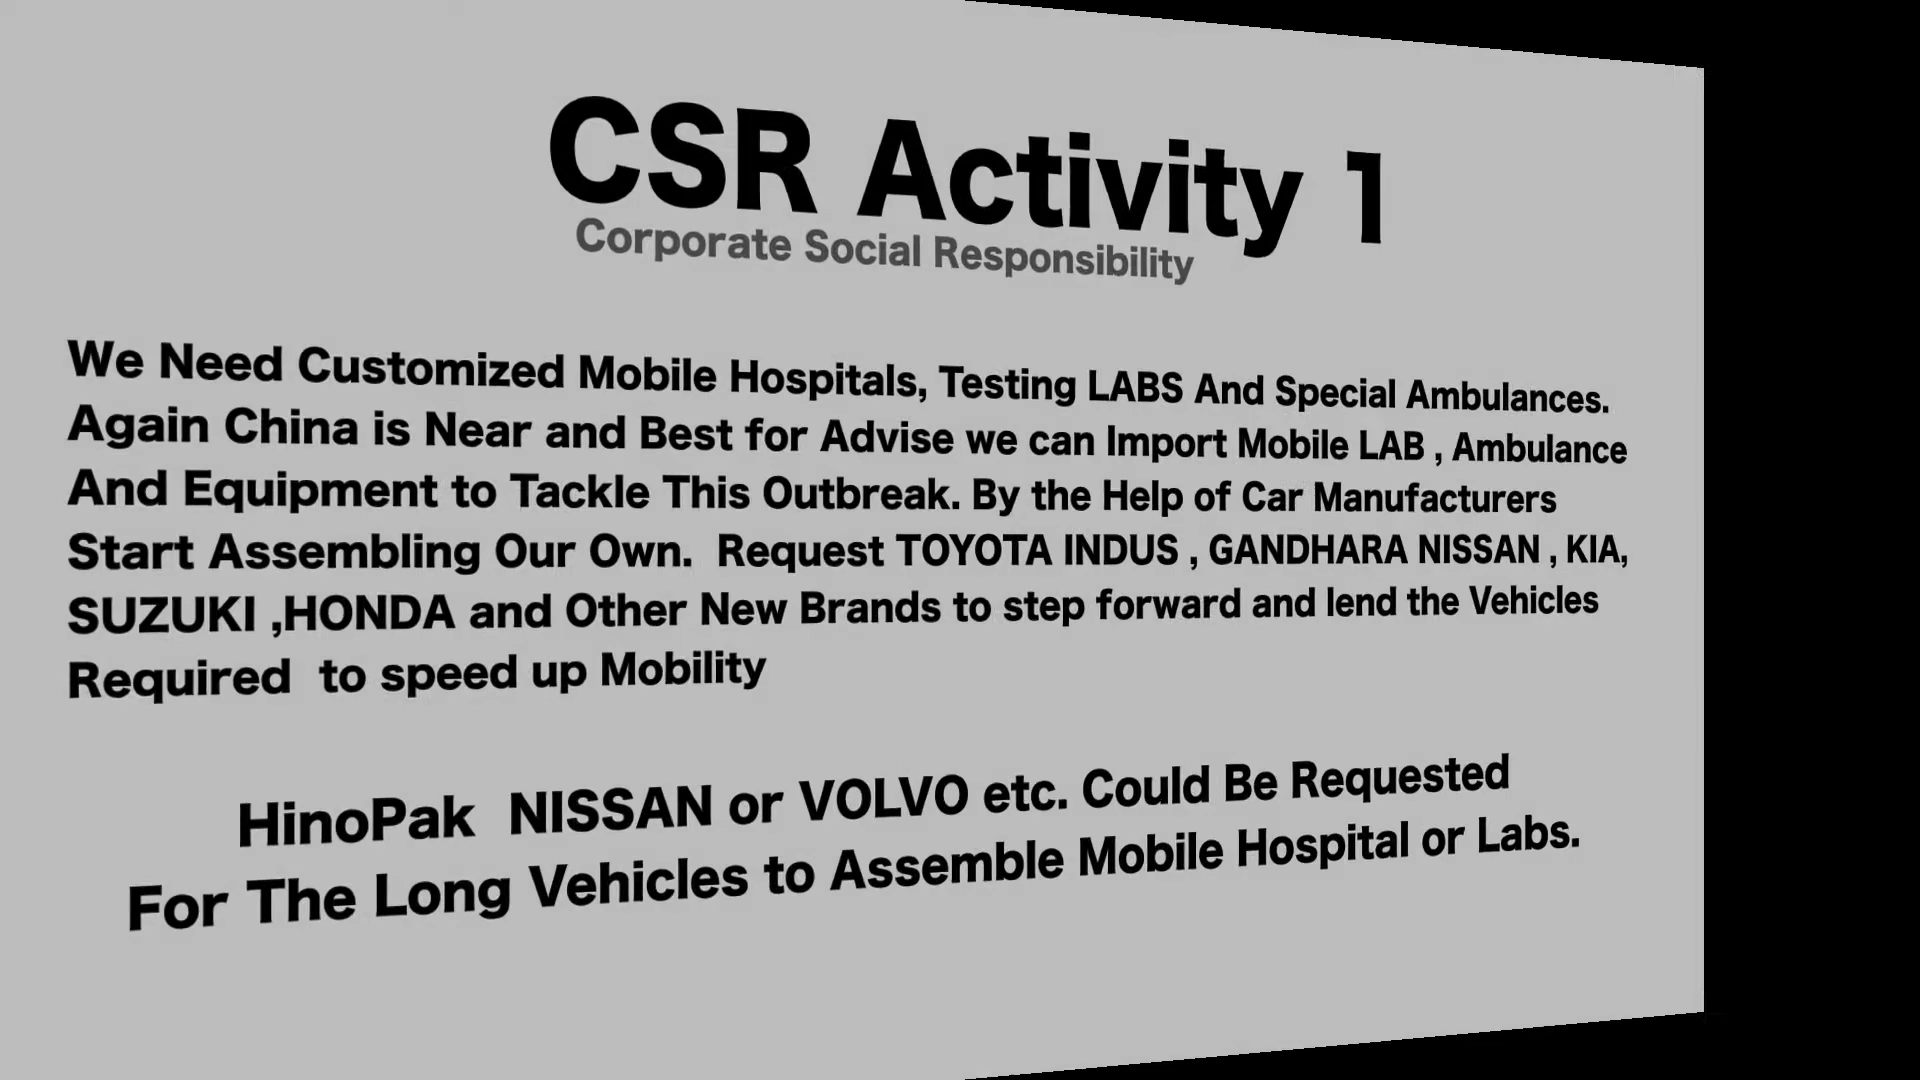 CSR Activity 1
Corporate Social Responsibility
We Need Customized Mobile Hospitals, Testing LABS And Special Ambulances.
Again China is Near and Best for Advise we can Import Mobile LAB , Ambulance
And Equipment to Tackle This Outbreak. By the Help of Car Manufacturers
Start Assembling Our Own.  Request TOYOTA INDUS , GANDHARA NISSAN , KIA,
SUZUKI ,HONDA and Other New Brands to step forward and lend the Vehicles
Required  to speed up Mobility
HinoPak  NISSAN or VOLVO etc. Could Be Requested
For The Long Vehicles to Assemble Mobile Hospital or Labs.